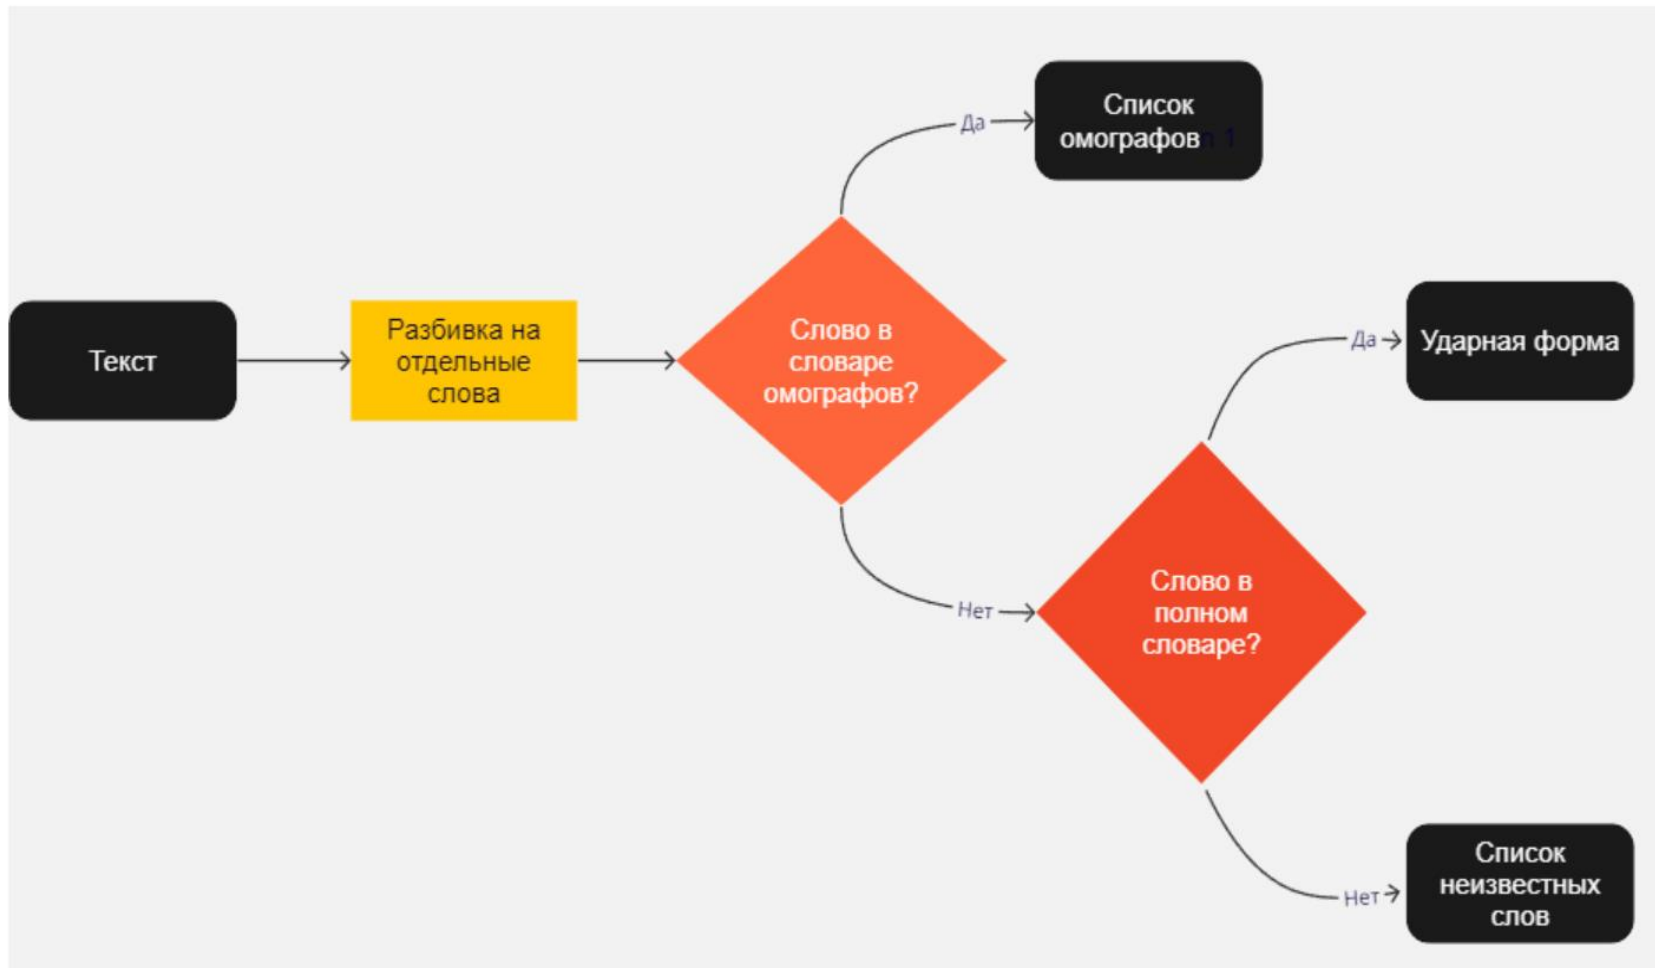 Список
омографов
Да
Слово в
словаре
омографов?
Текст
Разбивка на
отдельные
слова
Да
Ударная форма
Нет
Слово в
полном
словаре?
Нет
Список
неизвестных
слов